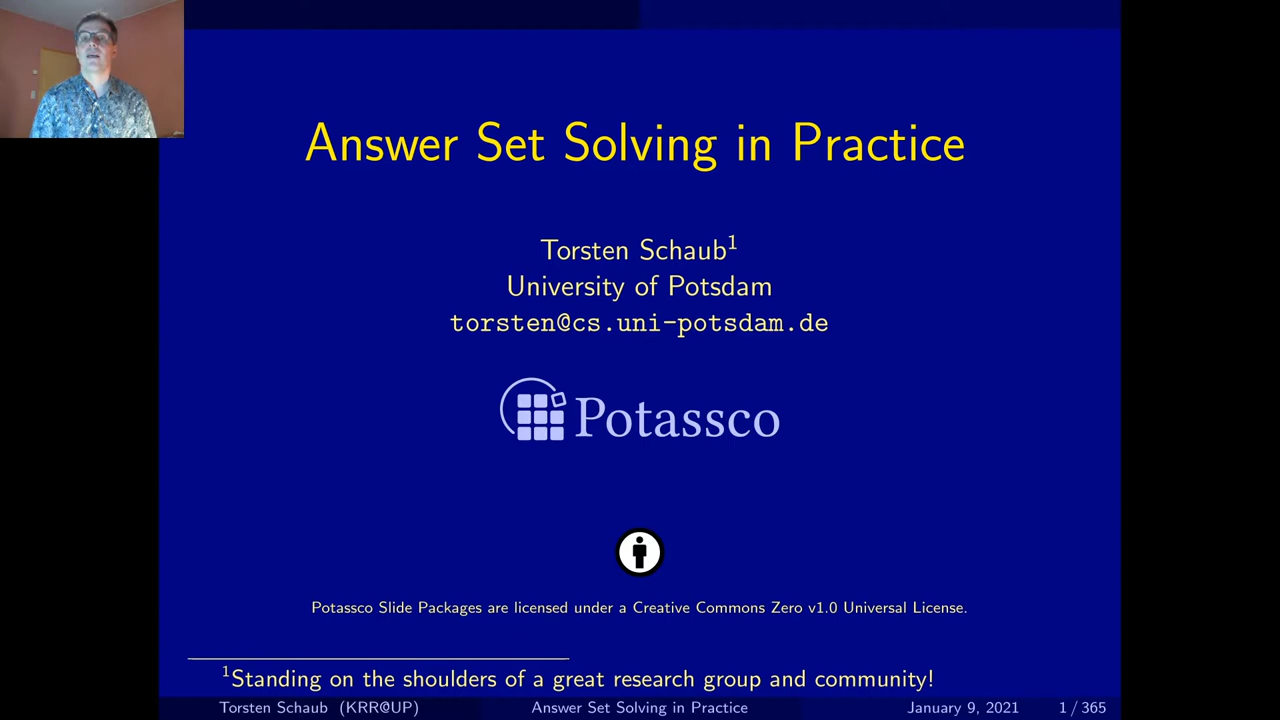 Answer Set Solving in Practice
Torsten Schaub¹
University of Potsdam
torsten@cs.uni-potsdam.de
Potassco
Potassco Slide Packages are licensed under a Creative Commons Zero v1.0 Universal License.
¹Standing on the shoulders of a great research group and community!
Torsten Schaub (KRR@UP) Answer Set Solving in Practice January 9, 2021 1 / 365